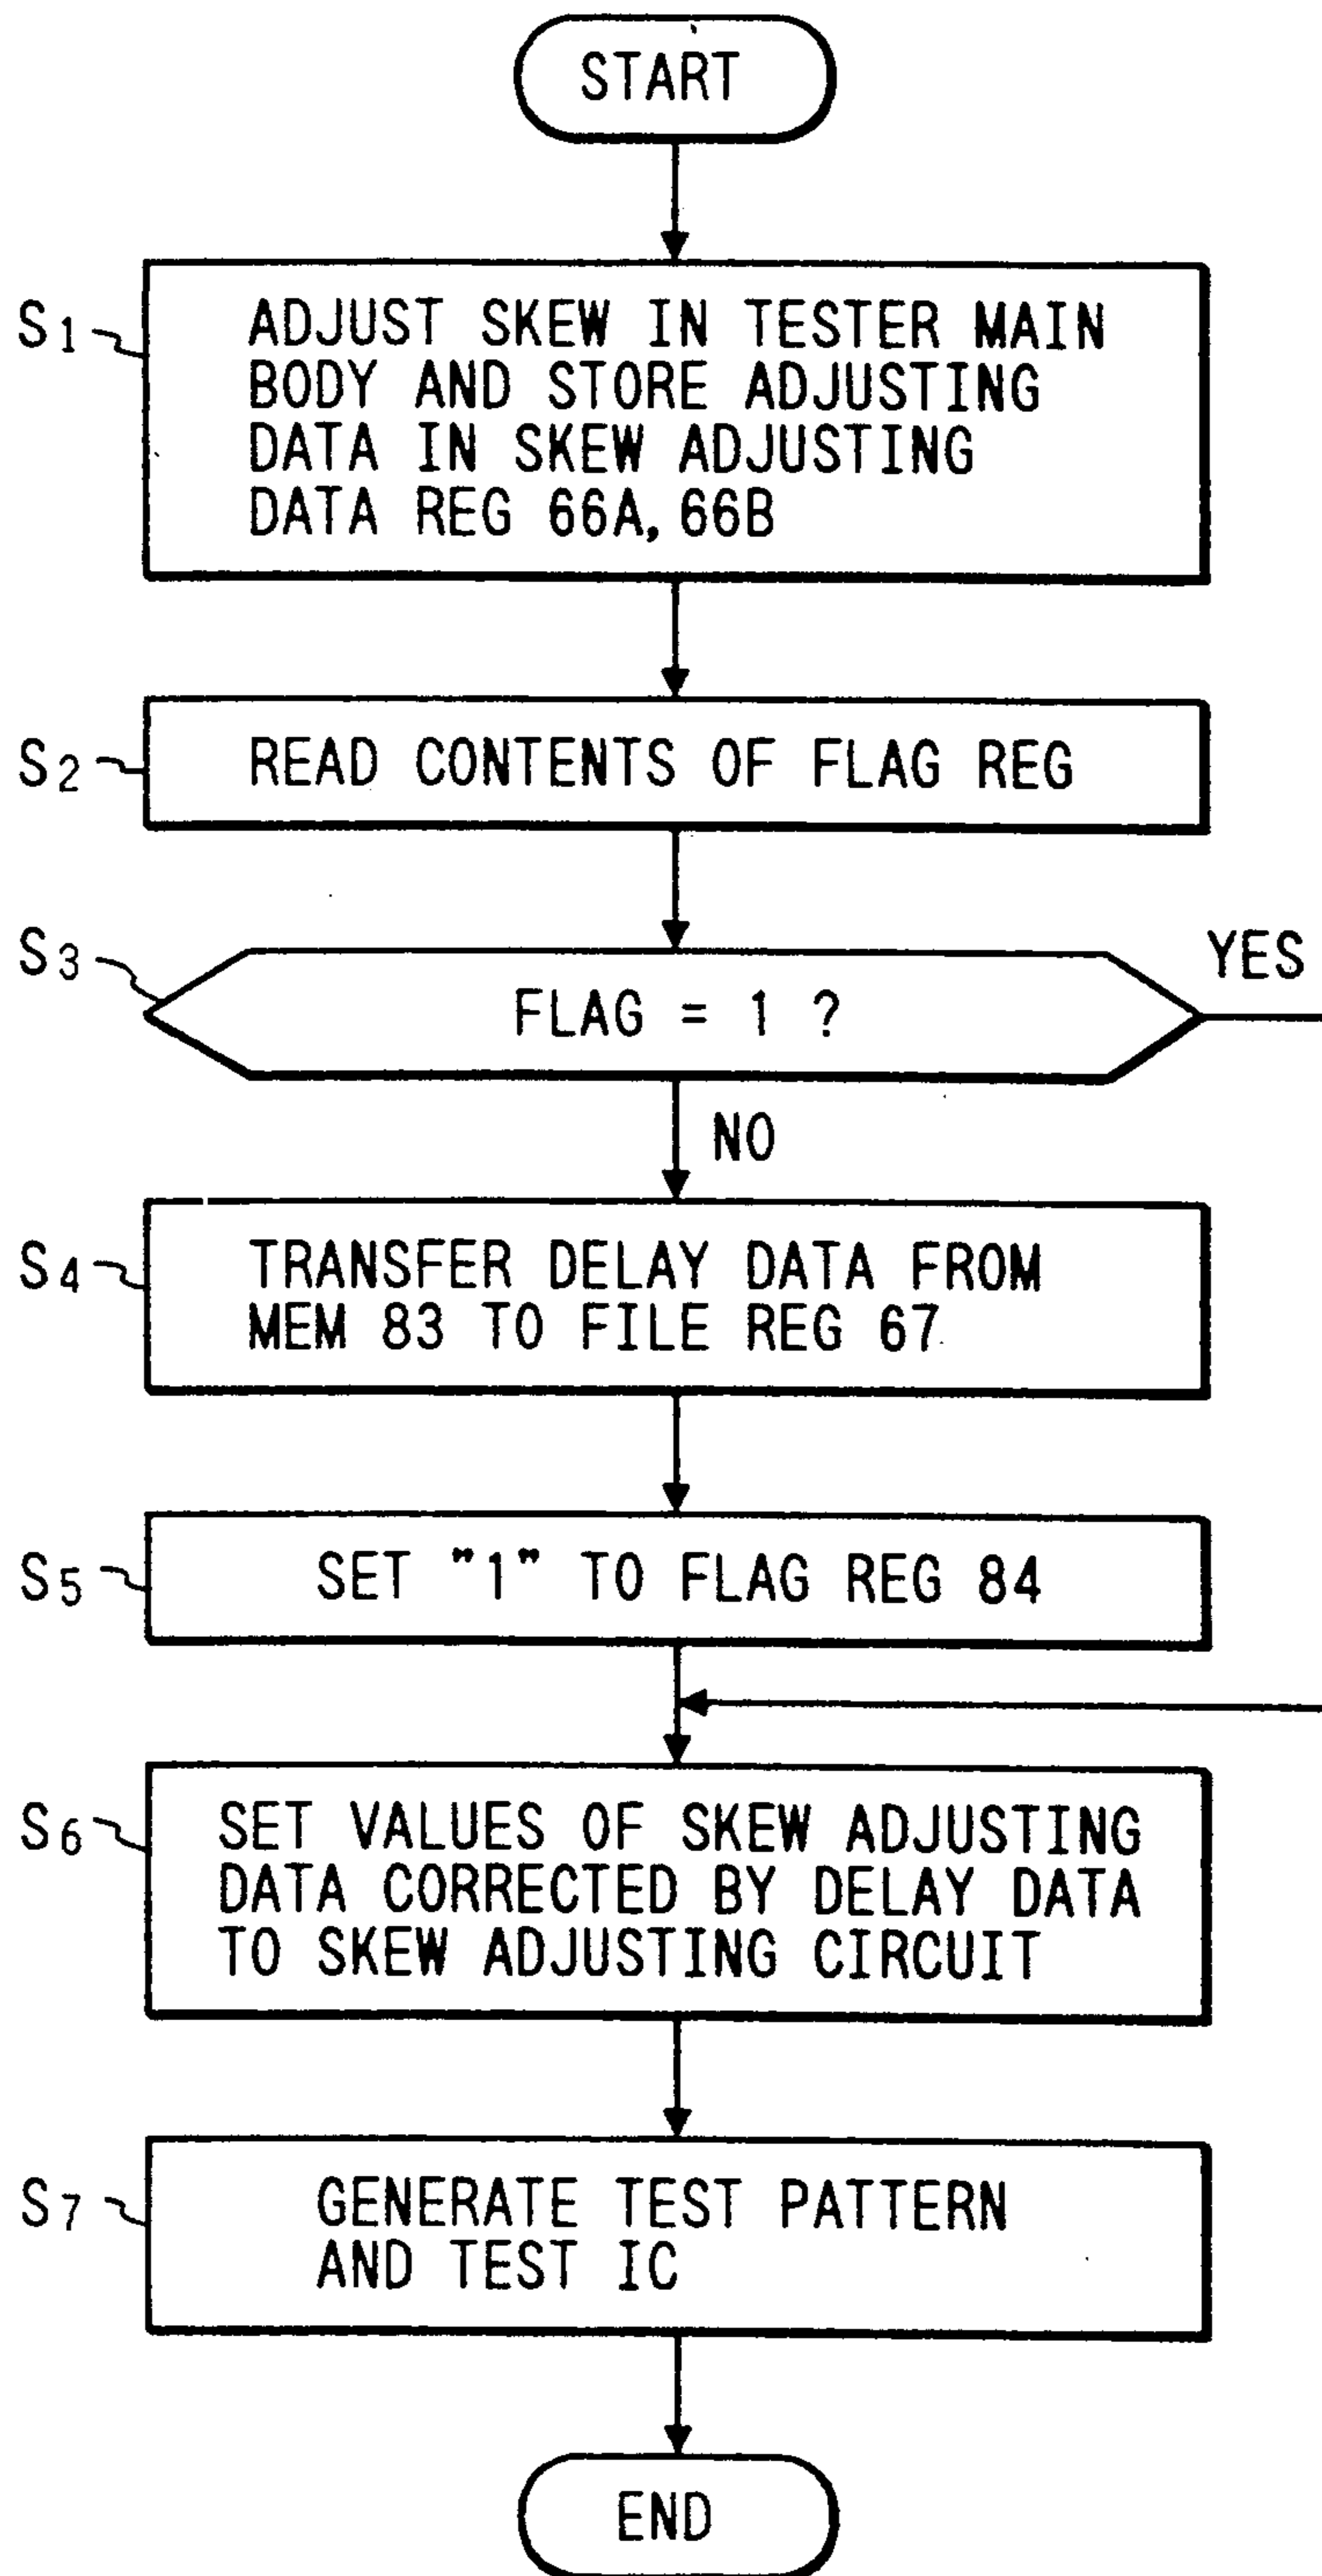 START
S1
ADJUST SKEW IN TESTER MAIN
BODY AND STORE ADJUSTING
DATA IN SKEW ADJUSTING
DATA REG 66A, 66B
S2
READ CONTENTS OF FLAG REG
S3
FLAG = 1 ?
YES
NO
S4
TRANSFER DELAY DATA FROM
MEM 83 TO FILE REG 67
S5
SET "1" TO FLAG REG 84
S6
SET VALUES OF SKEW ADJUSTING
DATA CORRECTED BY DELAY DATA
TO SKEW ADJUSTING CIRCUIT
S7
GENERATE TEST PATTERN
AND TEST IC
END